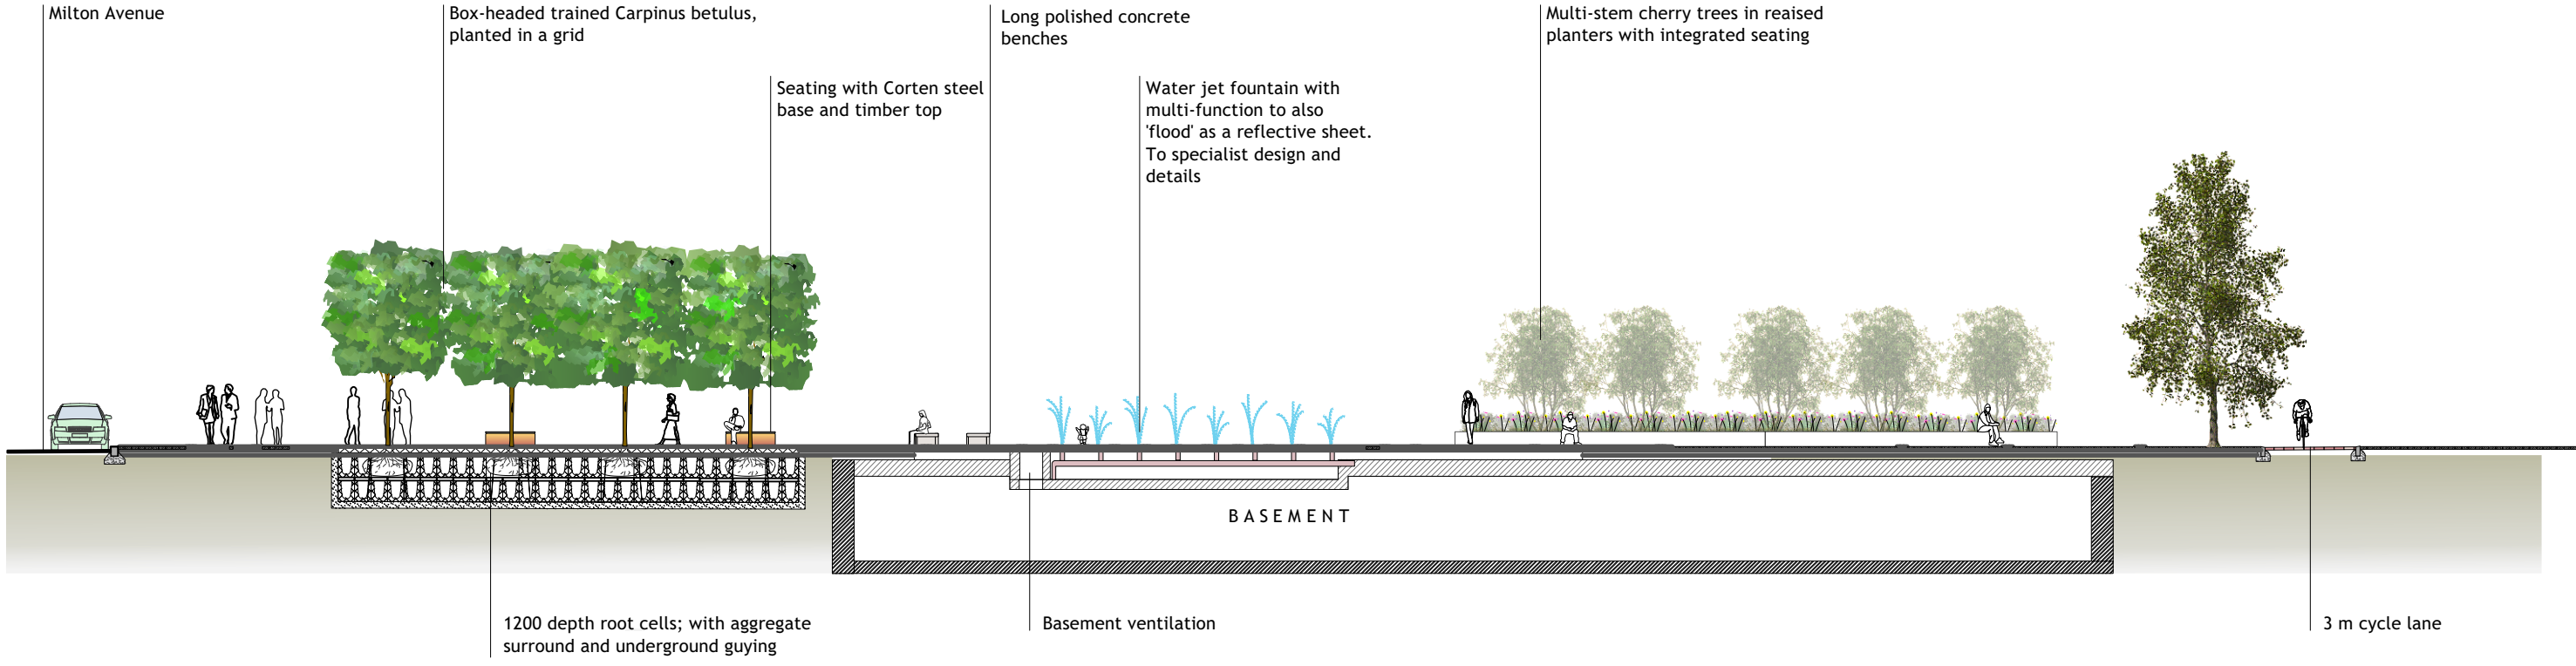 Milton Avenue
Box-headed trained Carpinus betulus,
planted in a grid
Seating with Corten steel
base and timber top
Long polished concrete
benches
Water jet fountain with
multi-function to also
'flood' as a reflective sheet.
To specialist design and
details
Multi-stem cherry trees in reaised
planters with integrated seating
BASEMENT
1200 depth root cells; with aggregate
surround and underground guying
Basement ventilation
3 m cycle lane